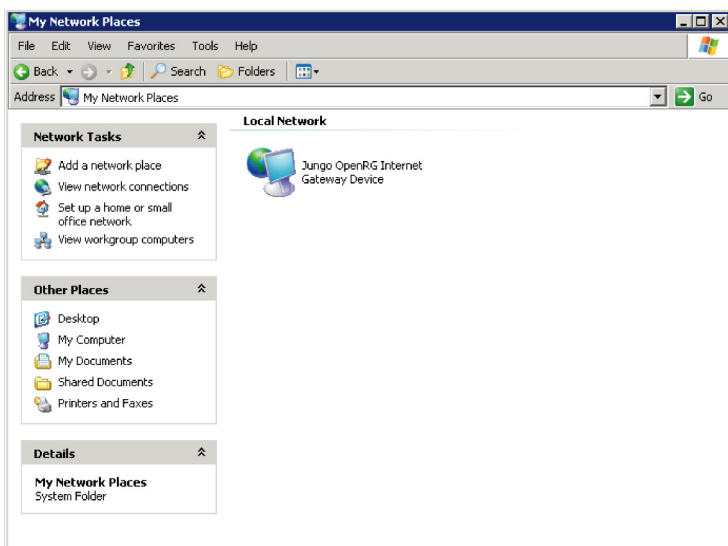 My Network Places
File Edit View Favorites Tools Help
Back Search Folders
Address My Network Places Go
Network Tasks
Add a network place
View network connections
Set up a home or small
office network
View workgroup computers
Other Places
Desktop
My Computer
My Documents
Shared Documents
Printers and Faxes
Details
My Network Places
System Folder
Local Network
Jungo OpenRG Internet
Gateway Device